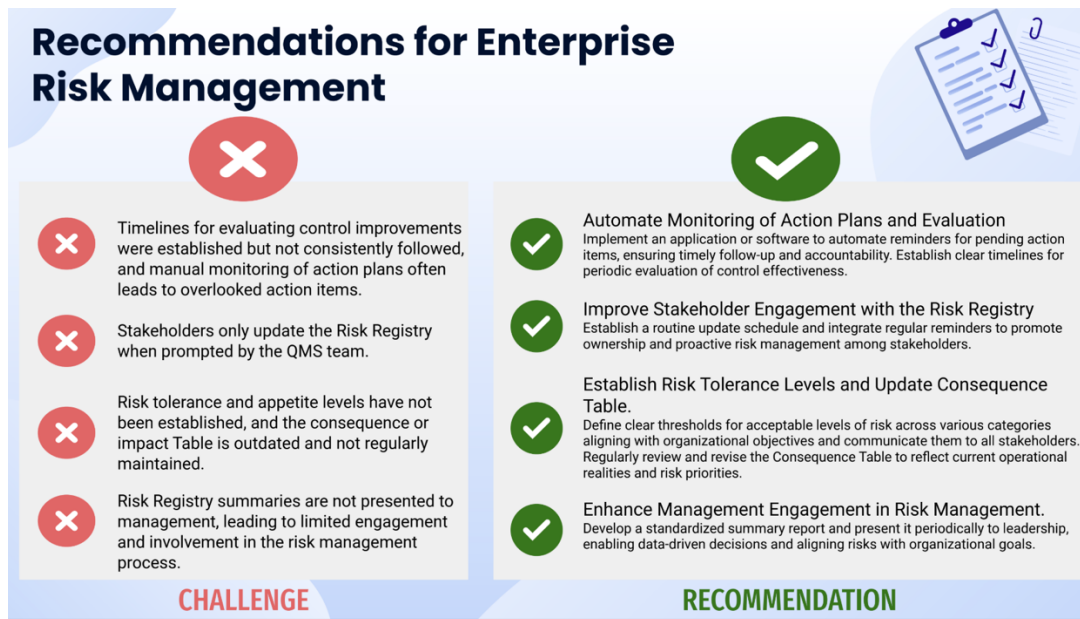 Recommendations for Enterprise
Risk Management
Timelines for evaluating control improvements
were established but not consistently followed,
and manual monitoring of action plans often
leads to overlooked action items.
Stakeholders only update the Risk Registry
when prompted by the QMS team.
Risk tolerance and appetite levels have not
been established, and the consequence or
impact Table is outdated and not regularly
maintained.
Risk Registry summaries are not presented to
management, leading to limited engagement
and involvement in the risk management
process.
CHALLENGE
Automate Monitoring of Action Plans and Evaluation
Implement an application or software to automate reminders for pending action
items, ensuring timely follow-up and accountability. Establish clear timelines for
periodic evaluation of control effectiveness.
Improve Stakeholder Engagement with the Risk Registry
Establish a routine update schedule and integrate regular reminders to promote
ownership and proactive risk management among stakeholders.
Establish Risk Tolerance Levels and Update Consequence
Table.
Define clear thresholds for acceptable levels of risk across various categories
aligning with organizational objectives and communicate them to all stakeholders.
Regularly review and revise the Consequence Table to reflect current operational
realities and risk priorities.
Enhance Management Engagement in Risk Management.
Develop a standardized summary report and present it periodically to leadership,
enabling data-driven decisions and aligning risks with organizational goals.
RECOMMENDATION